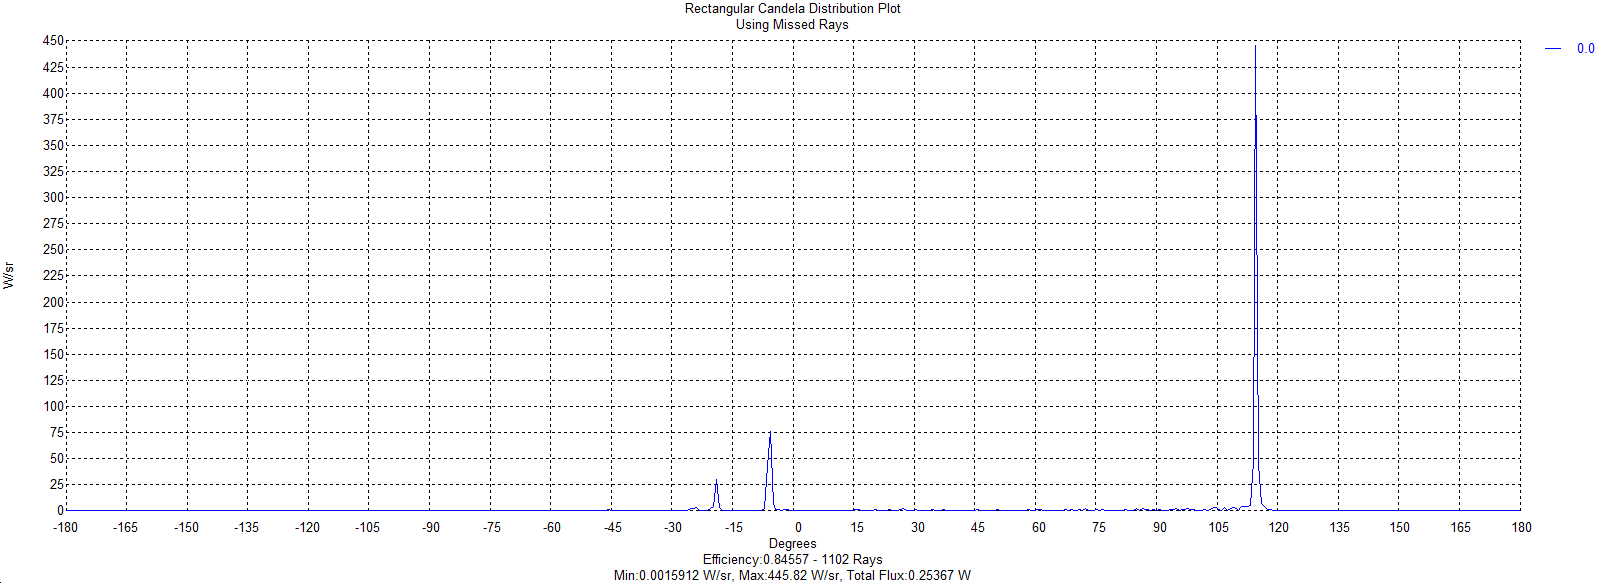 Rectangular Candela Distribution Plot
Using Missed Rays
0.0
450
425
400
375
350
325
300
275
250
225
200
175
150
125
100
75
50
25
0
W/sr
-180 -165 -150 -135 -120 -105 -90 -75 -60 -45 -30 -15 0 15 30 45 60 75 90 105 120 135 150 165 180
Degrees
Efficiency:0.84557 - 1102 Rays
Min:0.0015912 W/sr, Max:445.82 W/sr, Total Flux:0.25367 W